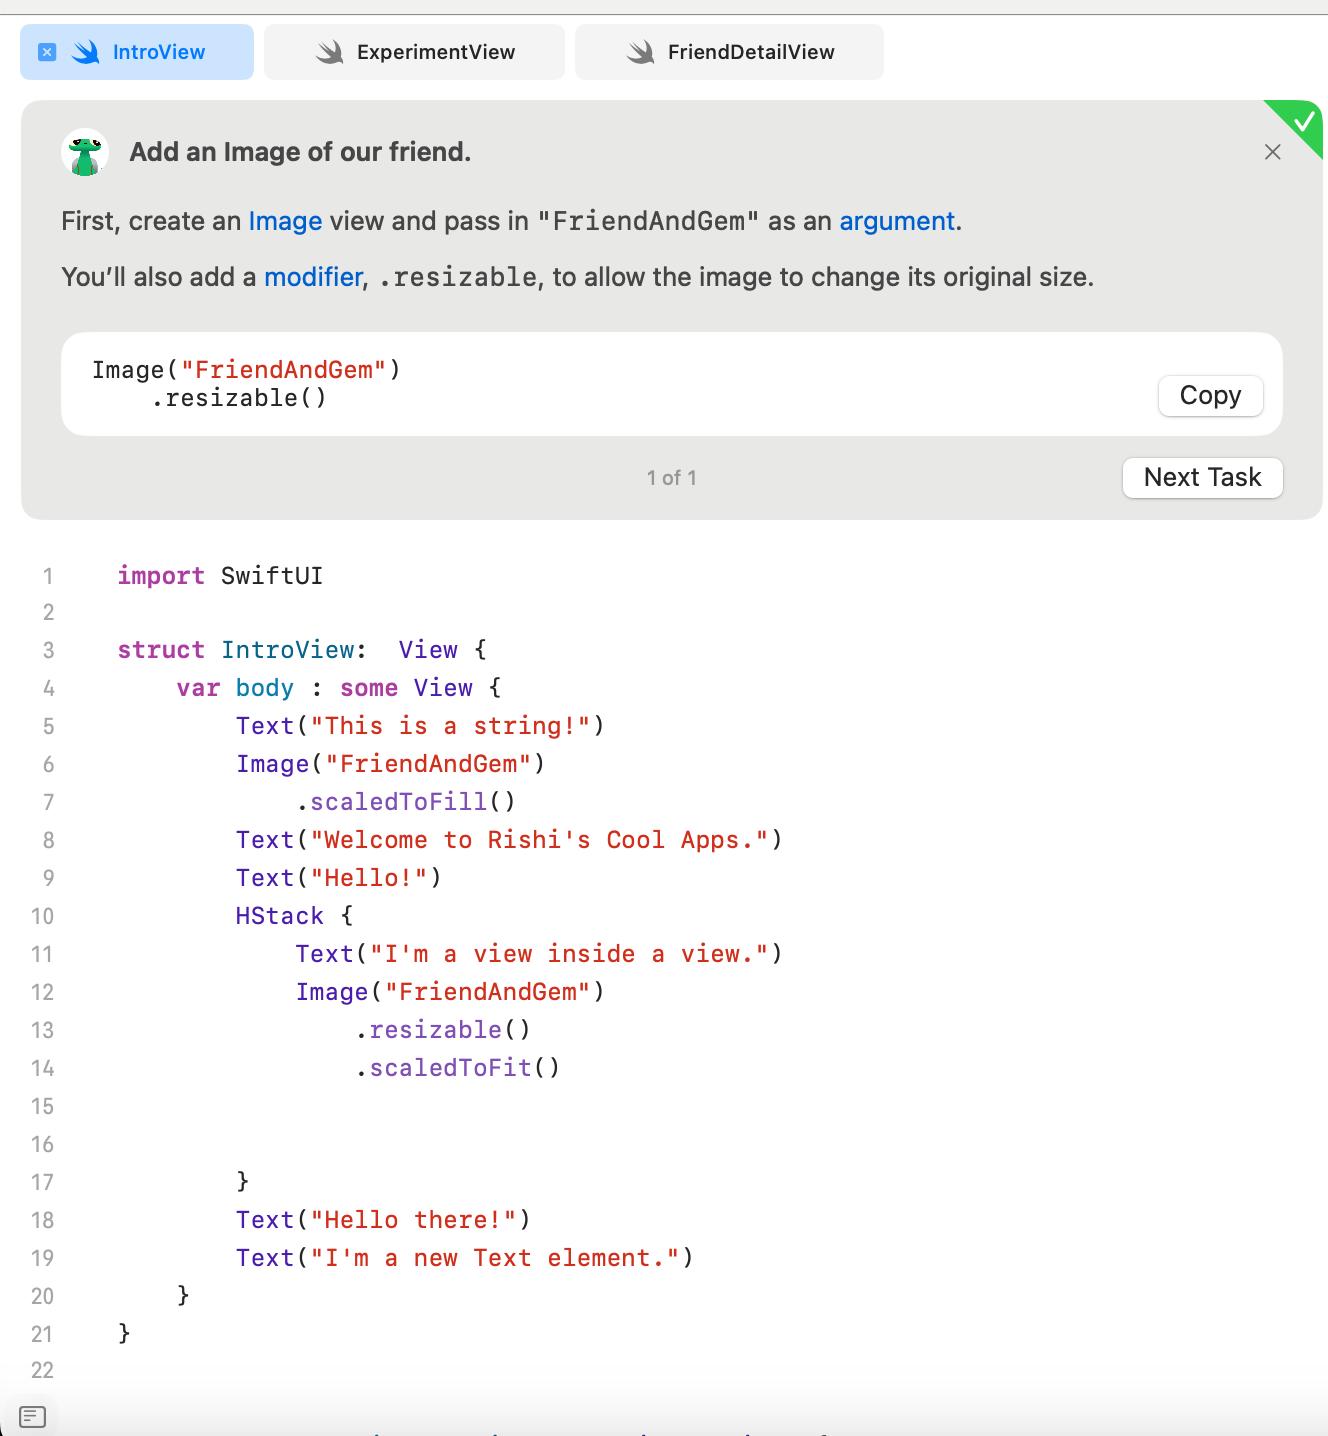 IntroView ExperimentView FriendDetailView
Add an Image of our friend.
First, create an Image view and pass in "FriendAndGem" as an argument.
You’ll also add a modifier, .resizable, to allow the image to change its original size.
Image("FriendAndGem")
    .resizable()
Copy
1 of 1
Next Task
1 import SwiftUI
2
3 struct IntroView:  View {
4     var body : some View {
5         Text("This is a string!")
6         Image("FriendAndGem")
7             .scaledToFill()
8         Text("Welcome to Rishi's Cool Apps.")
9         Text("Hello!")
10         HStack {
11             Text("I'm a view inside a view.")
12             Image("FriendAndGem")
13                 .resizable()
14                 .scaledToFit()
15
16
17         }
18         Text("Hello there!")
19         Text("I'm a new Text element.")
20     }
21 }
22